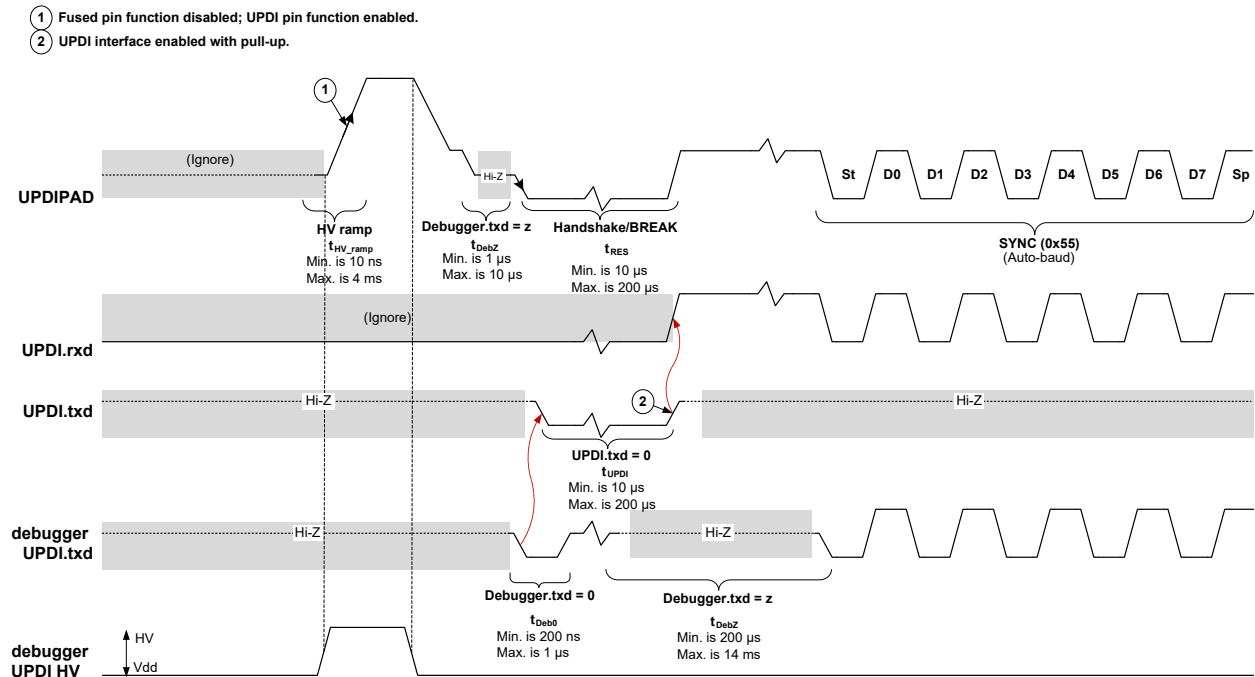 1 Fused pin function disabled; UPDI pin function enabled.
2 UPDI interface enabled with pull-up.
1
(Ignore)
UPDIPAD
Hi-Z
St D0 D1 D2 D3 D4 D5 D6 D7 Sp
HV ramp
tHV_ramp
Min. is 10 ns
Max. is 4 ms
Debugger.txd = z
tDebZ
Min. is 1 µs
Max. is 10 µs
Handshake/BREAK
tRES
Min. is 10 µs
Max. is 200 µs
SYNC (0x55)
(Auto-baud)
(Ignore)
UPDI.rxd
Hi-Z
UPDI.txd
2
Hi-Z
UPDI.txd = 0
tUPDI
Min. is 10 µs
Max. is 200 µs
debugger
UPDI.txd
Hi-Z
Hi-Z
Debugger.txd = 0
tDeb0
Min. is 200 ns
Max. is 1 µs
Debugger.txd = z
tDebZ
Min. is 200 µs
Max. is 14 ms
debugger
UPDI HV
HV
Vdd